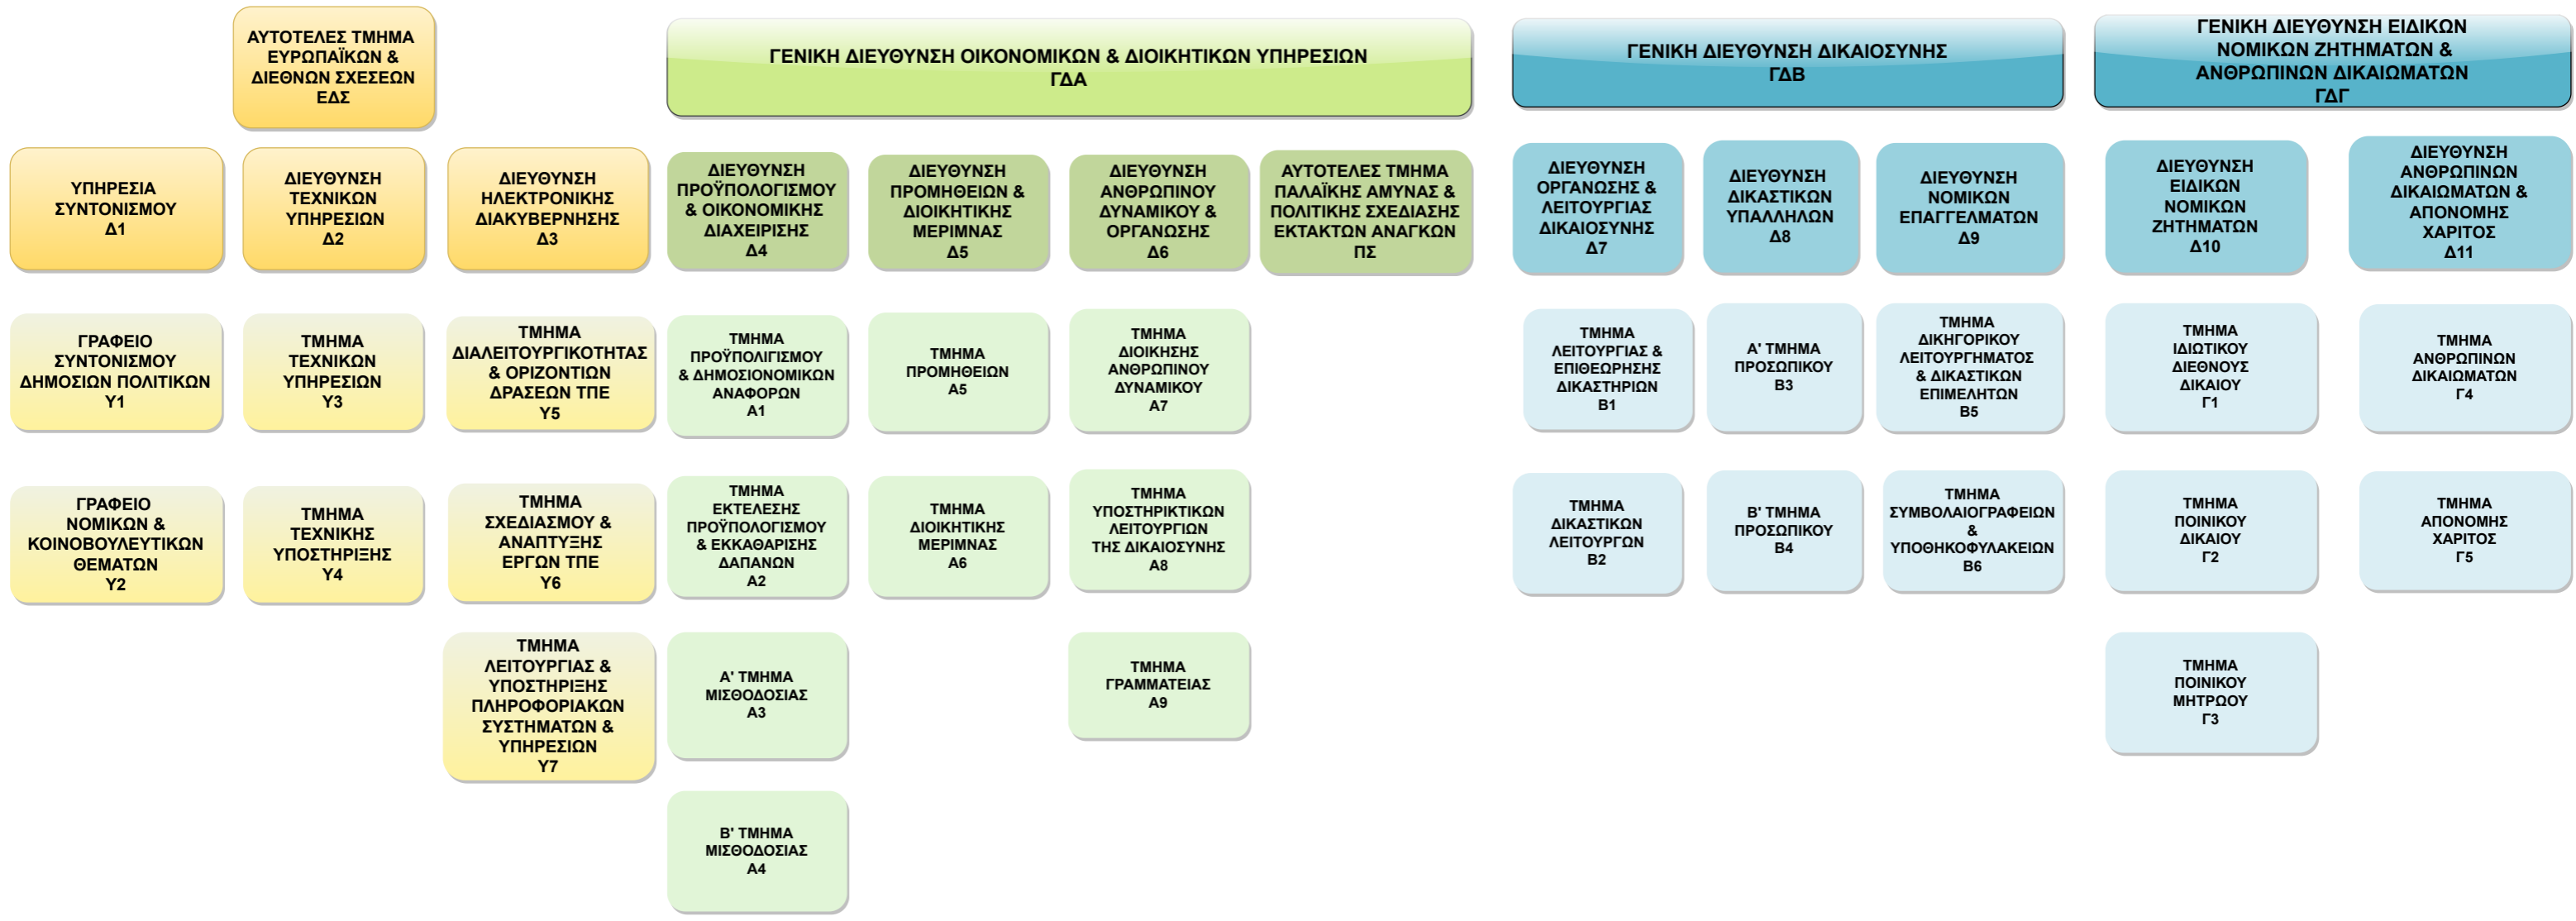 ΑΥΤΟΤΕΛΕΣ ΤΜΗΜΑ
ΕΥΡΩΠΑΪΚΩΝ &
ΔΙΕΘΝΩΝ ΣΧΕΣΕΩΝ
ΕΔΣ
ΓΕΝΙΚΗ ΔΙΕΥΘΥΝΣΗ ΟΙΚΟΝΟΜΙΚΩΝ & ΔΙΟΙΚΗΤΙΚΩΝ ΥΠΗΡΕΣΙΩΝ
ΓΔΑ
ΓΕΝΙΚΗ ΔΙΕΥΘΥΝΣΗ ΔΙΚΑΙΟΣΥΝΗΣ
ΓΔΒ
ΓΕΝΙΚΗ ΔΙΕΥΘΥΝΣΗ ΕΙΔΙΚΩΝ
ΝΟΜΙΚΩΝ ΖΗΤΗΜΑΤΩΝ &
ΑΝΘΡΩΠΙΝΩΝ ΔΙΚΑΙΩΜΑΤΩΝ
ΓΔΓ
ΥΠΗΡΕΣΙΑ
ΣΥΝΤΟΝΙΣΜΟΥ
Δ1
ΔΙΕΥΘΥΝΣΗ
ΤΕΧΝΙΚΩΝ
ΥΠΗΡΕΣΙΩΝ
Δ2
ΔΙΕΥΘΥΝΣΗ
ΗΛΕΚΤΡΟΝΙΚΗΣ
ΔΙΑΚΥΒΕΡΝΗΣΗΣ
Δ3
ΔΙΕΥΘΥΝΣΗ
ΠΡΟΫΠΟΛΟΓΙΣΜΟΥ
& ΟΙΚΟΝΟΜΙΚΗΣ
ΔΙΑΧΕΙΡΙΣΗΣ
Δ4
ΔΙΕΥΘΥΝΣΗ
ΠΡΟΜΗΘΕΙΩΝ &
ΔΙΟΙΚΗΤΙΚΗΣ
ΜΕΡΙΜΝΑΣ
Δ5
ΔΙΕΥΘΥΝΣΗ
ΑΝΘΡΩΠΙΝΟΥ
ΔΥΝΑΜΙΚΟΥ &
ΟΡΓΑΝΩΣΗΣ
Δ6
ΑΥΤΟΤΕΛΕΣ ΤΜΗΜΑ
ΠΑΛΑΪΚΗΣ ΑΜΥΝΑΣ &
ΠΟΛΙΤΙΚΗΣ ΣΧΕΔΙΑΣΗΣ
ΕΚΤΑΚΤΩΝ ΑΝΑΓΚΩΝ
ΠΣ
ΔΙΕΥΘΥΝΣΗ
ΟΡΓΑΝΩΣΗΣ &
ΛΕΙΤΟΥΡΓΙΑΣ
ΔΙΚΑΙΟΣΥΝΗΣ
Δ7
ΔΙΕΥΘΥΝΣΗ
ΔΙΚΑΣΤΙΚΩΝ
ΥΠΑΛΛΗΛΩΝ
Δ8
ΔΙΕΥΘΥΝΣΗ
ΝΟΜΙΚΩΝ
ΕΠΑΓΓΕΛΜΑΤΩΝ
Δ9
ΔΙΕΥΘΥΝΣΗ
ΕΙΔΙΚΩΝ
ΝΟΜΙΚΩΝ
ΖΗΤΗΜΑΤΩΝ
Δ10
ΔΙΕΥΘΥΝΣΗ
ΑΝΘΡΩΠΙΝΩΝ
ΔΙΚΑΙΩΜΑΤΩΝ &
ΑΠΟΝΟΜΗΣ
ΧΑΡΙΤΟΣ
Δ11
ΓΡΑΦΕΙΟ
ΣΥΝΤΟΝΙΣΜΟΥ
ΔΗΜΟΣΙΩΝ ΠΟΛΙΤΙΚΩΝ
Υ1
ΤΜΗΜΑ
ΤΕΧΝΙΚΩΝ
ΥΠΗΡΕΣΙΩΝ
Υ3
ΤΜΗΜΑ
ΔΙΑΛΕΙΤΟΥΡΓΙΚΟΤΗΤΑΣ
& ΟΡΙΖΟΝΤΙΩΝ
ΔΡΑΣΕΩΝ ΤΠΕ
Υ5
ΤΜΗΜΑ
ΠΡΟΫΠΟΛΙΓΙΣΜΟΥ
& ΔΗΜΟΣΙΟΝΟΜΙΚΩΝ
ΑΝΑΦΟΡΩΝ
Α1
ΤΜΗΜΑ
ΠΡΟΜΗΘΕΙΩΝ
Α5
ΤΜΗΜΑ
ΔΙΟΙΚΗΣΗΣ
ΑΝΘΡΩΠΙΝΟΥ
ΔΥΝΑΜΙΚΟΥ
Α7
ΤΜΗΜΑ
ΛΕΙΤΟΥΡΓΙΑΣ &
ΕΠΙΘΕΩΡΗΣΗΣ
ΔΙΚΑΣΤΗΡΙΩΝ
Β1
Α' ΤΜΗΜΑ
ΠΡΟΣΩΠΙΚΟΥ
Β3
ΤΜΗΜΑ
ΔΙΚΗΓΟΡΙΚΟΥ
ΛΕΙΤΟΥΡΓΗΜΑΤΟΣ
& ΔΙΚΑΣΤΙΚΩΝ
ΕΠΙΜΕΛΗΤΩΝ
Β5
ΤΜΗΜΑ
ΙΔΙΩΤΙΚΟΥ
ΔΙΕΘΝΟΥΣ
ΔΙΚΑΙΟΥ
Γ1
ΤΜΗΜΑ
ΑΝΘΡΩΠΙΝΩΝ
ΔΙΚΑΙΩΜΑΤΩΝ
Γ4
ΓΡΑΦΕΙΟ
ΝΟΜΙΚΩΝ &
ΚΟΙΝΟΒΟΥΛΕΥΤΙΚΩΝ
ΘΕΜΑΤΩΝ
Υ2
ΤΜΗΜΑ
ΤΕΧΝΙΚΗΣ
ΥΠΟΣΤΗΡΙΞΗΣ
Υ4
ΤΜΗΜΑ
ΣΧΕΔΙΑΣΜΟΥ &
ΑΝΑΠΤΥΞΗΣ
ΕΡΓΩΝ ΤΠΕ
Υ6
ΤΜΗΜΑ
ΕΚΤΕΛΕΣΗΣ
ΠΡΟΫΠΟΛΟΓΙΣΜΟΥ
& ΕΚΚΑΘΑΡΙΣΗΣ
ΔΑΠΑΝΩΝ
Α2
ΤΜΗΜΑ
ΔΙΟΙΚΗΤΙΚΗΣ
ΜΕΡΙΜΝΑΣ
Α6
ΤΜΗΜΑ
ΥΠΟΣΤΗΡΙΚΤΙΚΩΝ
ΛΕΙΤΟΥΡΓΙΩΝ
ΤΗΣ ΔΙΚΑΙΟΣΥΝΗΣ
Α8
ΤΜΗΜΑ
ΔΙΚΑΣΤΙΚΩΝ
ΛΕΙΤΟΥΡΓΩΝ
Β2
Β' ΤΜΗΜΑ
ΠΡΟΣΩΠΙΚΟΥ
Β4
ΤΜΗΜΑ
ΣΥΜΒΟΛΑΙΟΓΡΑΦΕΙΩΝ
&
ΥΠΟΘΗΚΟΦΥΛΑΚΕΙΩΝ
Β6
ΤΜΗΜΑ
ΠΟΙΝΙΚΟΥ
ΔΙΚΑΙΟΥ
Γ2
ΤΜΗΜΑ
ΑΠΟΝΟΜΗΣ
ΧΑΡΙΤΟΣ
Γ5
ΤΜΗΜΑ
ΛΕΙΤΟΥΡΓΙΑΣ &
ΥΠΟΣΤΗΡΙΞΗΣ
ΠΛΗΡΟΦΟΡΙΑΚΩΝ
ΣΥΣΤΗΜΑΤΩΝ &
ΥΠΗΡΕΣΙΩΝ
Υ7
Α' ΤΜΗΜΑ
ΜΙΣΘΟΔΟΣΙΑΣ
Α3
ΤΜΗΜΑ
ΓΡΑΜΜΑΤΕΙΑΣ
Α9
ΤΜΗΜΑ
ΠΟΙΝΙΚΟΥ
ΜΗΤΡΩΟΥ
Γ3
Β' ΤΜΗΜΑ
ΜΙΣΘΟΔΟΣΙΑΣ
Α4